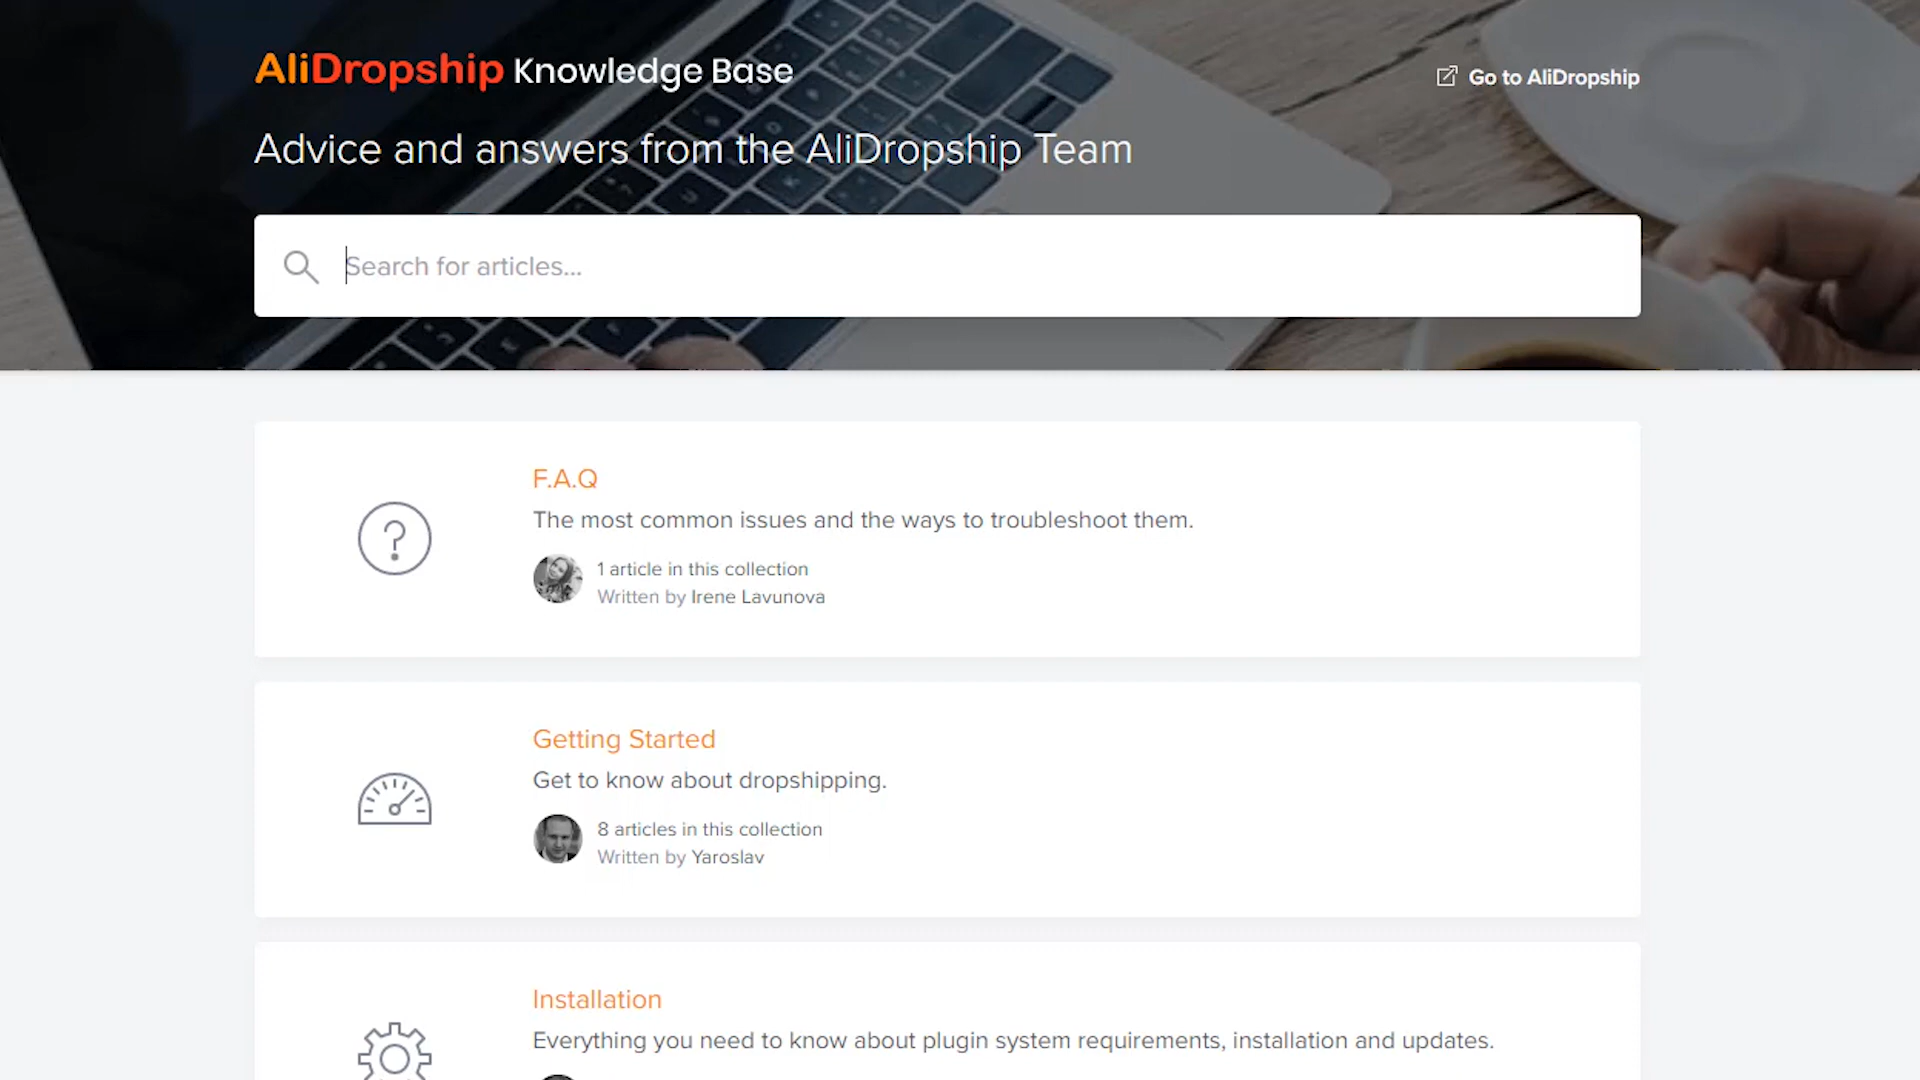 AliDropship Knowledge Base
Go to AliDropship
Advice and answers from the AliDropship Team
Search for articles...
F.A.Q
The most common issues and the ways to troubleshoot them.
1 article in this collection
Written by Irene Lavunova
Getting Started
Get to know about dropshipping.
8 articles in this collection
Written by Yaroslav
Installation
Everything you need to know about plugin system requirements, installation and updates.